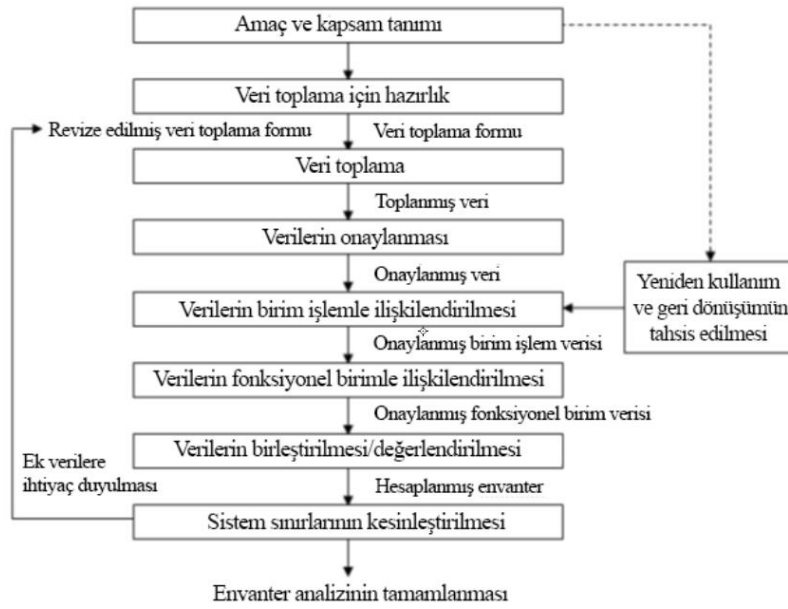 Amaç ve kapsam tanımı
Veri toplama için hazırlık
Revize edilmiş veri toplama formu
Veri toplama formu
Veri toplama
Toplanmış veri
Verilerin onaylanması
Onaylanmış veri
Yeniden kullanım
ve geri dönüşümün
tahsis edilmesi
Verilerin birim işlemle ilişkilendirilmesi
Onaylanmış birim işlem verisi
Verilerin fonksiyonel birimle ilişkilendirilmesi
Onaylanmış fonksiyonel birim verisi
Verilerin birleştirilmesi/değerlendirilmesi
Ek verilere
ihtiyaç duyulması
Hesaplanmış envanter
Sistem sınırlarının kesinleştirilmesi
Envanter analizinin tamamlanması